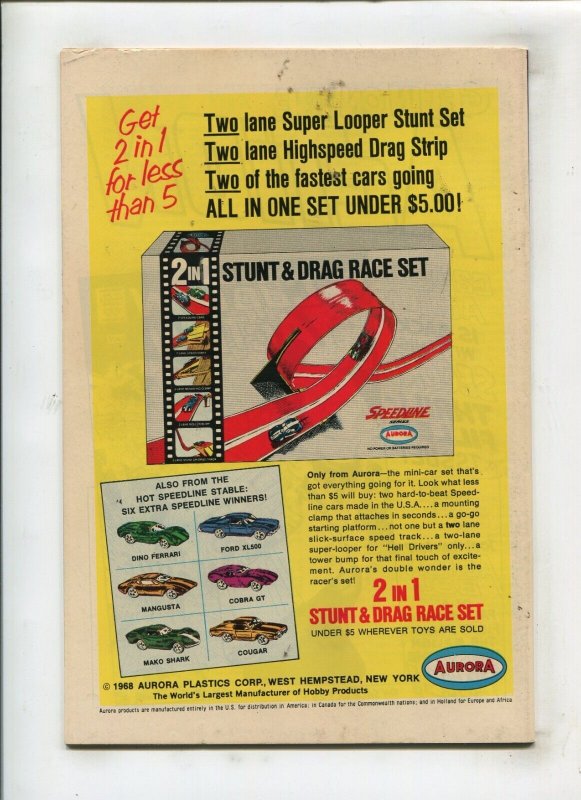 Get
2 in 1
for less
than 5
Two lane Super Looper Stunt Set
Two lane Highspeed Drag Strip
Two of the fastest cars going
ALL IN ONE SET UNDER $5.00!
2 IN 1
STUNT & DRAG RACE SET
SPEEDLINE
SERIES
AURORA
NO POWER OR BATTERIES REQUIRED
ALSO FROM THE
HOT SPEEDLINE STABLE:
SIX EXTRA SPEEDLINE WINNERS!
DINO FERRARI
FORD XL500
MANGUSTA
COBRA GT
MAKO SHARK
COUGAR
Only from Aurora—the mini-car set that's
got everything going for it. Look what less
than $5 will buy: two hard-to-beat Speed-
line cars made in the U.S.A.... a mounting
clamp that attaches in seconds...a go-go
starting platform...not one but a two lane
slick-surface speed track...a two-lane
super-looper for "Hell Drivers" only...a
tower bump for that final touch of excite-
ment. Aurora's double wonder is the
racer's set!
2 IN 1
STUNT & DRAG RACE SET
UNDER $5 WHEREVER TOYS ARE SOLD
AURORA
© 1968 AURORA PLASTICS CORP., WEST HEMPSTEAD, NEW YORK
The World's Largest Manufacturer of Hobby Products
Aurora products are manufactured entirely in the U.S. for distribution in America; in Canada for the Commonwealth nations; and in Holland for Europe and Africa